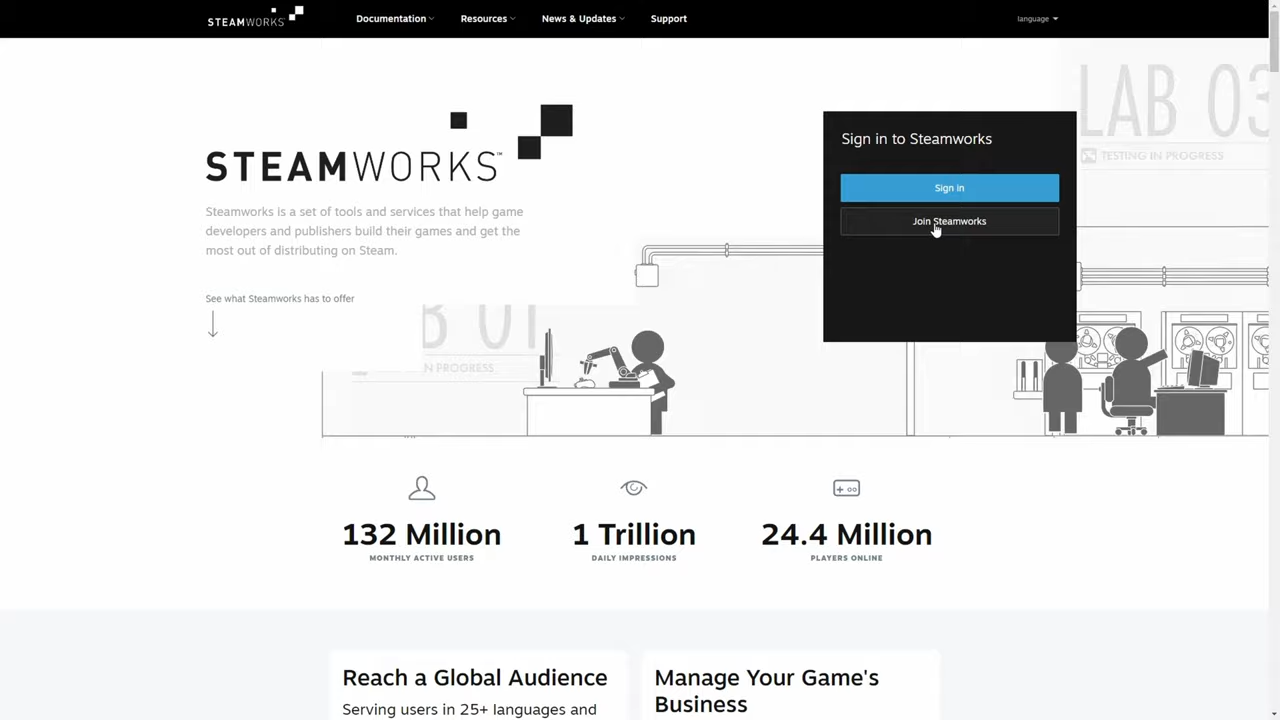 STEAMWORKS
Documentation
Resources
News & Updates
Support
language
LAB 03
TESTING IN PROGRESS
STEAMWORKS™
Steamworks is a set of tools and services that help game
developers and publishers build their games and get the
most out of distributing on Steam.
See what Steamworks has to offer
Sign in to Steamworks
Sign in
Join Steamworks
B 01
N PROGRESS
132 Million
MONTHLY ACTIVE USERS
1 Trillion
DAILY IMPRESSIONS
24.4 Million
PLAYERS ONLINE
Reach a Global Audience
Serving users in 25+ languages and
Manage Your Game's
Business